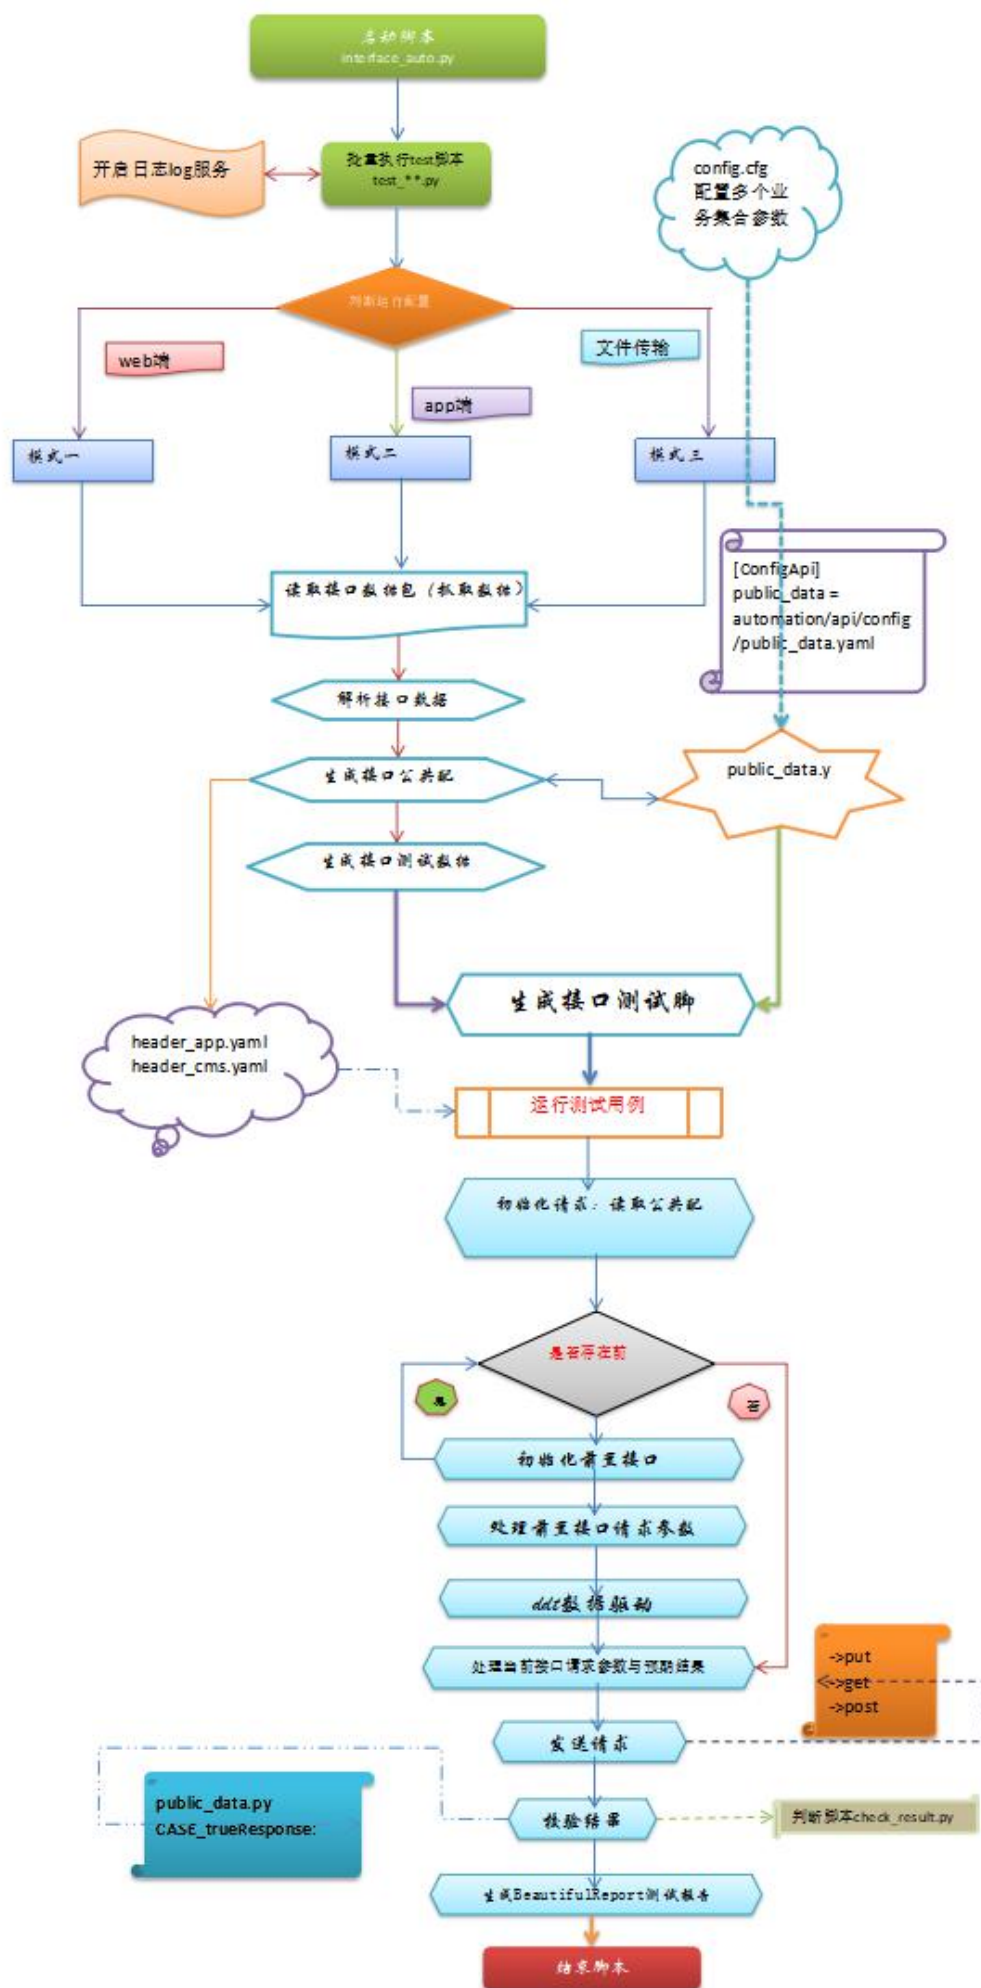 启动脚本
interface_auto.py
批量执行test脚本
test_**.py
开启日志log服务
config.cfg
配置多个业
务集合参数
判断运行配置
web端
app端
文件传输
模式一
模式二
模式三
读取接口数据包（抓取数据）
[ConfigApi]
public_data =
automation/api/config
/public_data.yaml
解析接口数据
生成接口公共配
public_data.y
生成接口测试数据
生成接口测试脚
header_app.yaml
header_cms.yaml
运行测试用例
初始化请求：读取公共配
是否存在前
是
否
初始化前置接口
处理前置接口请求参数
ddt数据驱动
处理当前接口请求参数与预期结果
->put
->get
->post
发送请求
public_data.py
CASE_trueResponse:
校验结果
判断脚本check_result.py
生成BeautifulReport测试报告
结束脚本